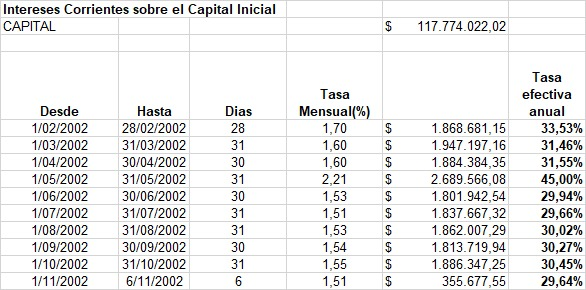 Intereses Corrientes sobre el Capital Inicial
CAPITAL $ 117.774.022,02
Desde Hasta Dias Tasa Mensual(%) Tasa efectiva anual
1/02/2002 28/02/2002 28 1,70 $ 1.868.681,15 33,53%
1/03/2002 31/03/2002 31 1,60 $ 1.947.197,16 31,46%
1/04/2002 30/04/2002 30 1,60 $ 1.884.384,35 31,55%
1/05/2002 31/05/2002 31 2,21 $ 2.689.566,08 45,00%
1/06/2002 30/06/2002 30 1,53 $ 1.801.942,54 29,94%
1/07/2002 31/07/2002 31 1,51 $ 1.837.667,32 29,66%
1/08/2002 31/08/2002 31 1,53 $ 1.862.007,29 30,02%
1/09/2002 30/09/2002 30 1,54 $ 1.813.719,94 30,27%
1/10/2002 31/10/2002 31 1,55 $ 1.886.347,25 30,45%
1/11/2002 6/11/2002 6 1,51 $ 355.677,55 29,64%